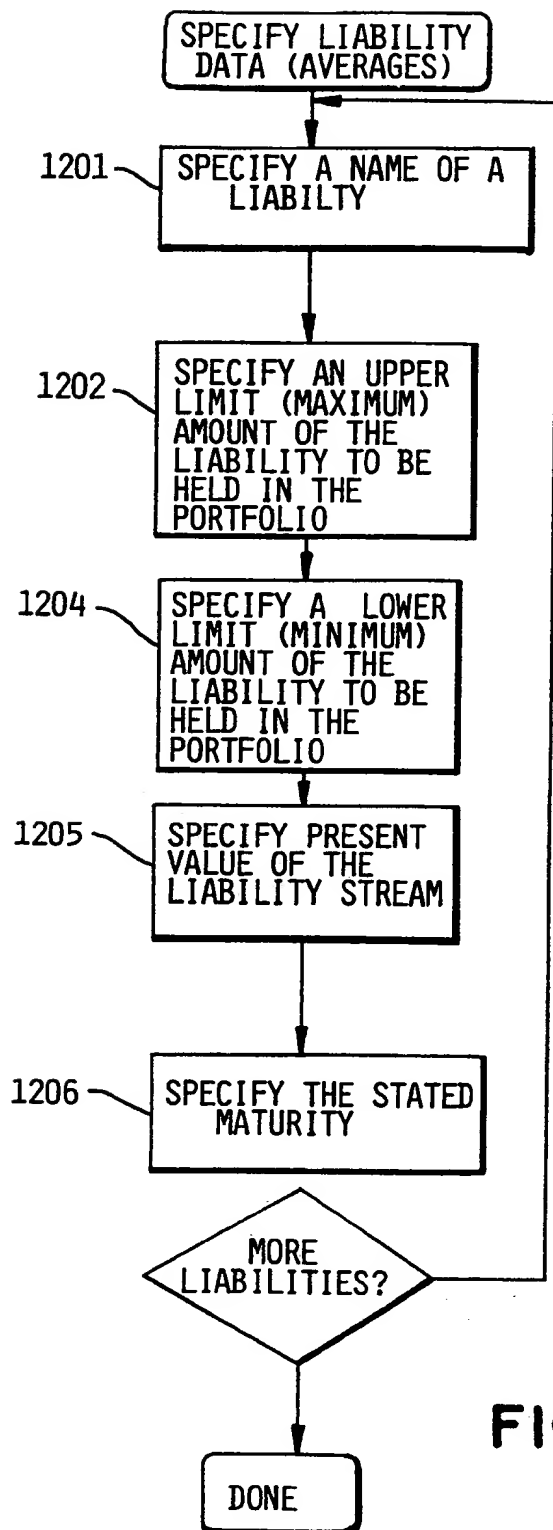 SPECIFY LIABILITY
DATA (AVERAGES)
1201
SPECIFY A NAME OF A
LIABILTY
1202
SPECIFY AN UPPER
LIMIT (MAXIMUM)
AMOUNT OF THE
LIABILITY TO BE
HELD IN THE
PORTFOLIO
1204
SPECIFY A LOWER
LIMIT (MINIMUM)
AMOUNT OF THE
LIABILITY TO BE
HELD IN THE
PORTFOLIO
1205
SPECIFY PRESENT
VALUE OF THE
LIABILITY STREAM
1206
SPECIFY THE STATED
MATURITY
MORE
LIABILITIES?
DONE